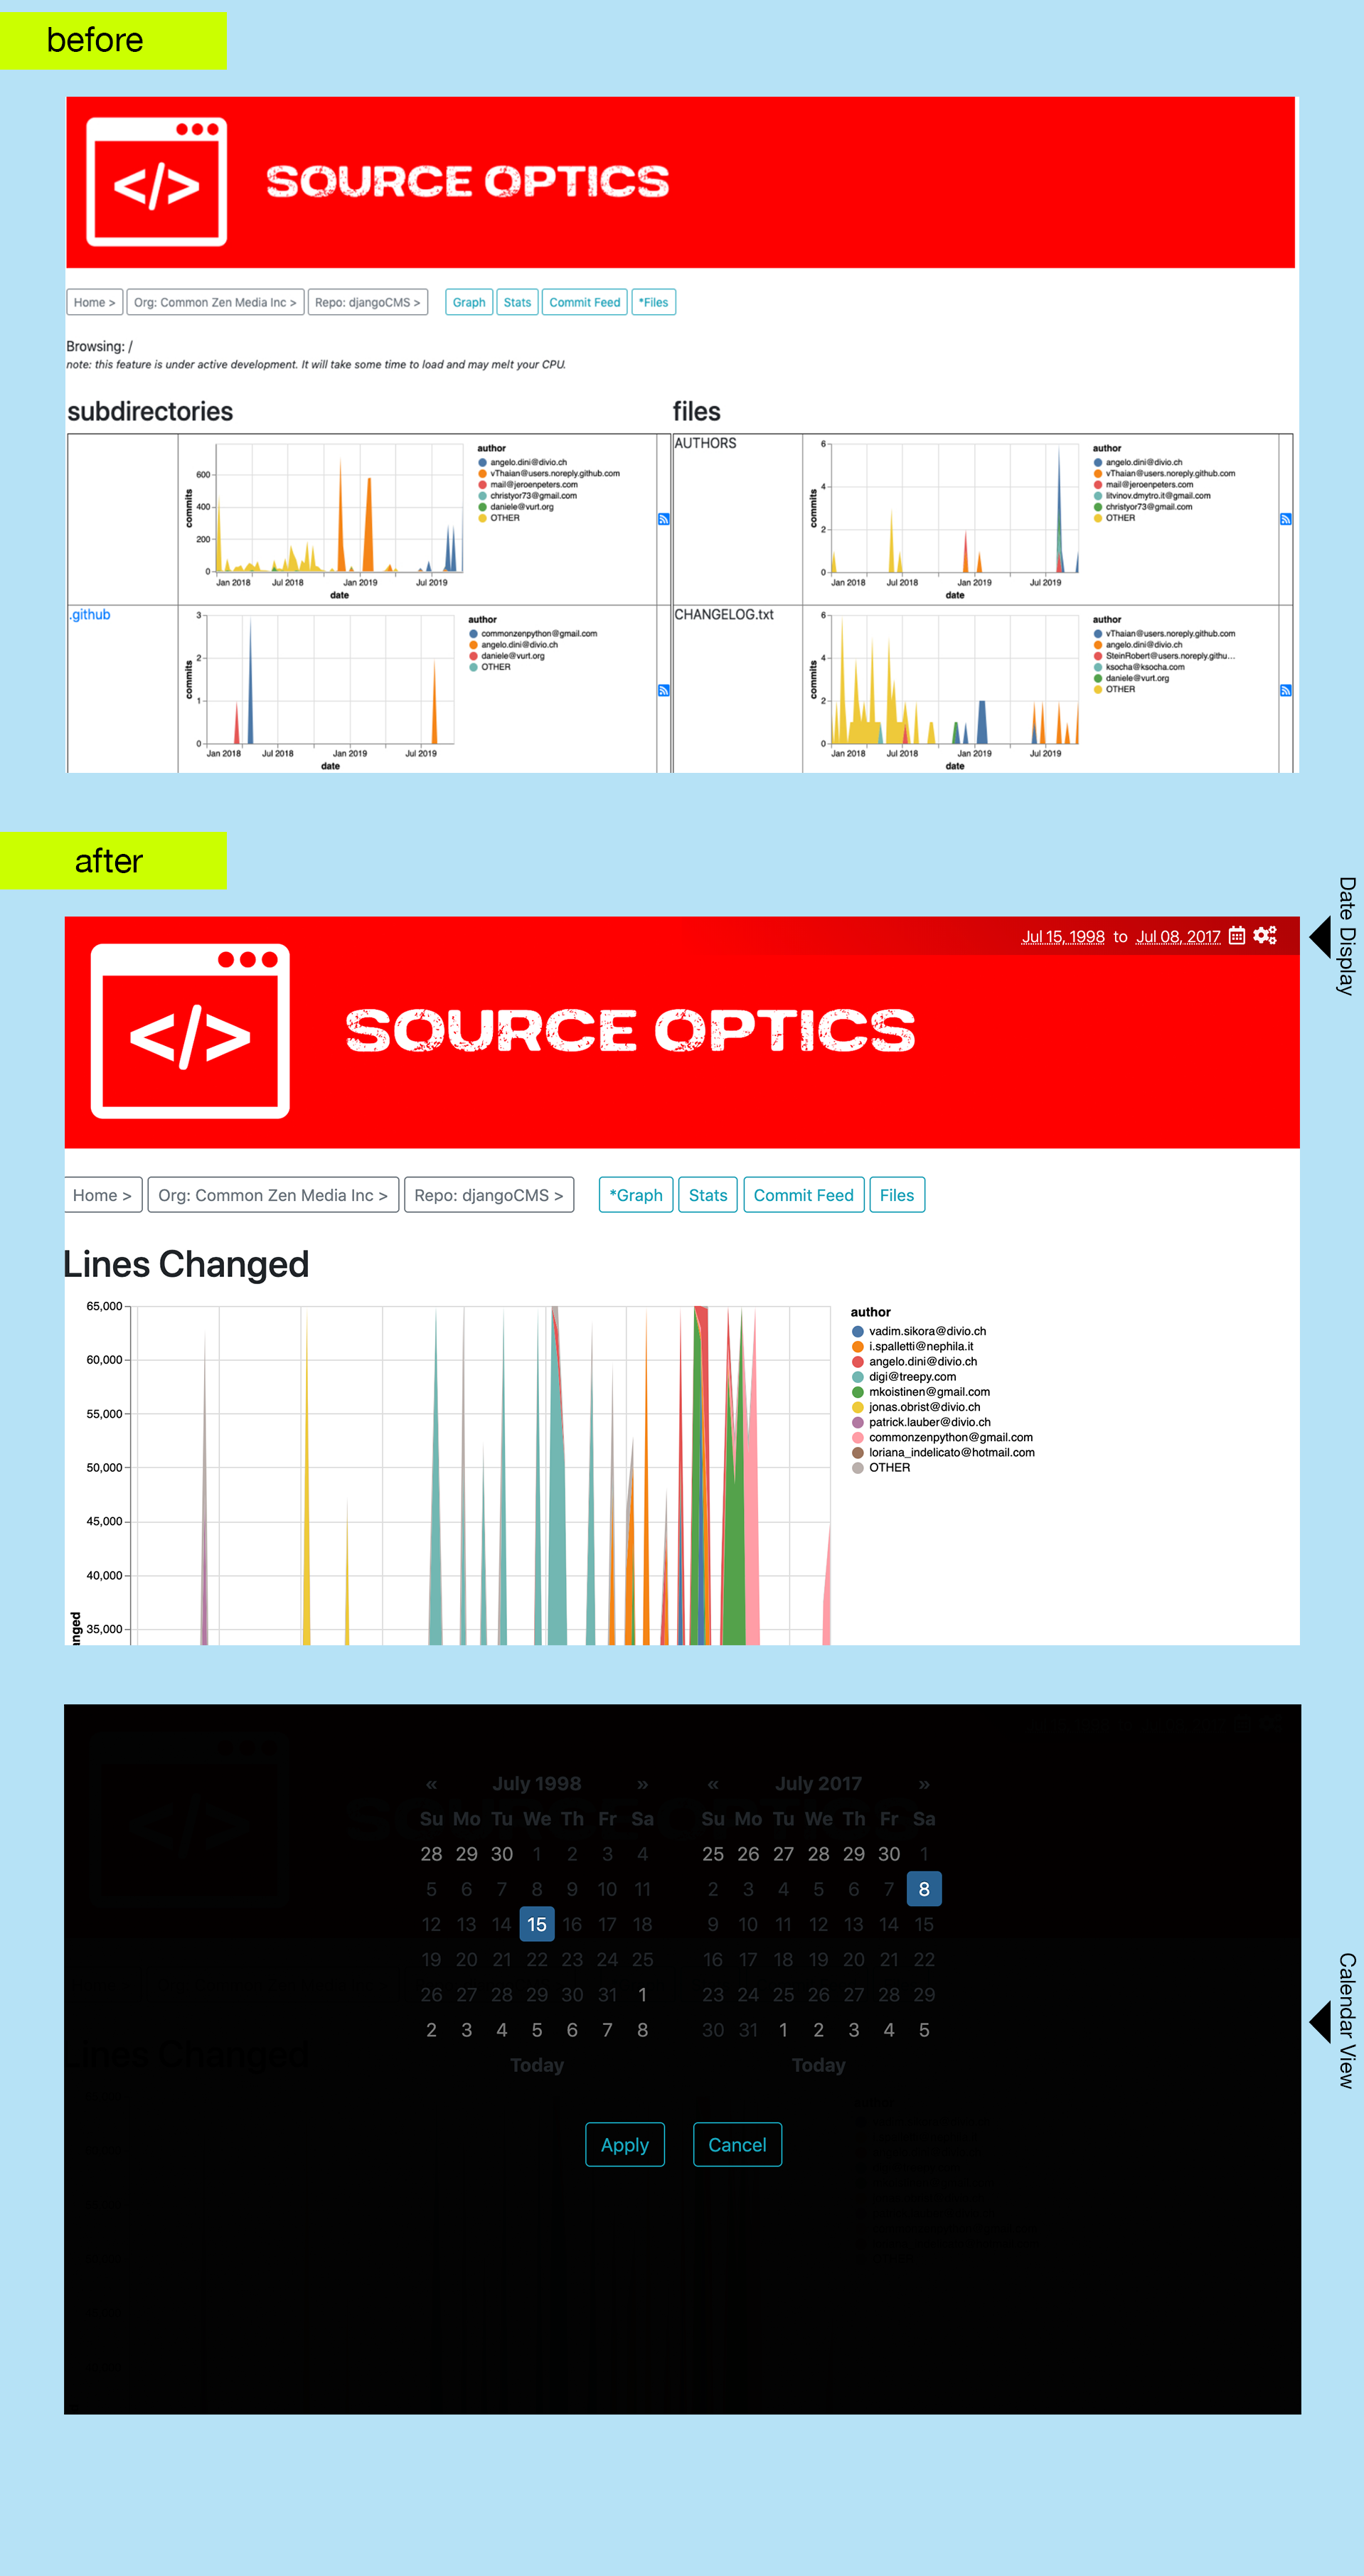 before
</>
SOURCE OPTICS
Home >
Org: Common Zen Media Inc >
Repo: djangoCMS >
Graph
Stats
Commit Feed
*Files
Browsing: /
note: this feature is under active development. It will take some time to load and may melt your CPU.
subdirectories
files
600
400
200
0
commits
Jan 2018
Jul 2018
Jan 2019
Jul 2019
date
author
angelo.dini@divio.ch
vThaian@users.noreply.github.com
mail@jeroenpeters.com
christyor73@gmail.com
daniele@vurt.org
OTHER
AUTHORS
6
4
2
0
commits
Jan 2018
Jul 2018
Jan 2019
Jul 2019
date
author
angelo.dini@divio.ch
vThaian@users.noreply.github.com
mail@jeroenpeters.com
litvinov.dmytro.it@gmail.com
christyor73@gmail.com
OTHER
.github
3
2
1
0
commits
Jan 2018
Jul 2018
Jan 2019
Jul 2019
date
author
commonzenpython@gmail.com
angelo.dini@divio.ch
daniele@vurt.org
OTHER
CHANGELOG.txt
6
4
2
0
commits
Jan 2018
Jul 2018
Jan 2019
Jul 2019
date
author
vThaian@users.noreply.github.com
angelo.dini@divio.ch
SteinRobert@users.noreply.githu...
ksocha@ksocha.com
daniele@vurt.org
OTHER
after
Date Display
Jul 15, 1998 to Jul 08, 2017
</>
SOURCE OPTICS
Home >
Org: Common Zen Media Inc >
Repo: djangoCMS >
*Graph
Stats
Commit Feed
Files
Lines Changed
65,000
60,000
55,000
50,000
45,000
40,000
35,000
anged
author
vadim.sikora@divio.ch
i.spalletti@nephila.it
angelo.dini@divio.ch
digi@treepy.com
mkoistinen@gmail.com
jonas.obrist@divio.ch
patrick.lauber@divio.ch
commonzenpython@gmail.com
loriana_indelicato@hotmail.com
OTHER
« July 1998 »
Su Mo Tu We Th Fr Sa
28 29 30 1 2 3 4
5 6 7 8 9 10 11
12 13 14 15 16 17 18
19 20 21 22 23 24 25
26 27 28 29 30 31 1
2 3 4 5 6 7 8
Today
« July 2017 »
Su Mo Tu We Th Fr Sa
25 26 27 28 29 30 1
2 3 4 5 6 7 8
9 10 11 12 13 14 15
16 17 18 19 20 21 22
23 24 25 26 27 28 29
30 31 1 2 3 4 5
Today
Lines Changed
Apply
Cancel
Calendar View